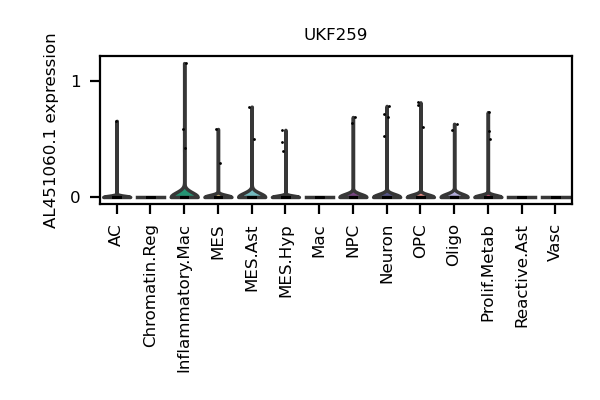 UKF259
AL451060.1 expression
1
0
AC
Chromatin.Reg
Inflammatory.Mac
MES
MES.Ast
MES.Hyp
Mac
NPC
Neuron
OPC
Oligo
Prolif.Metab
Reactive.Ast
Vasc